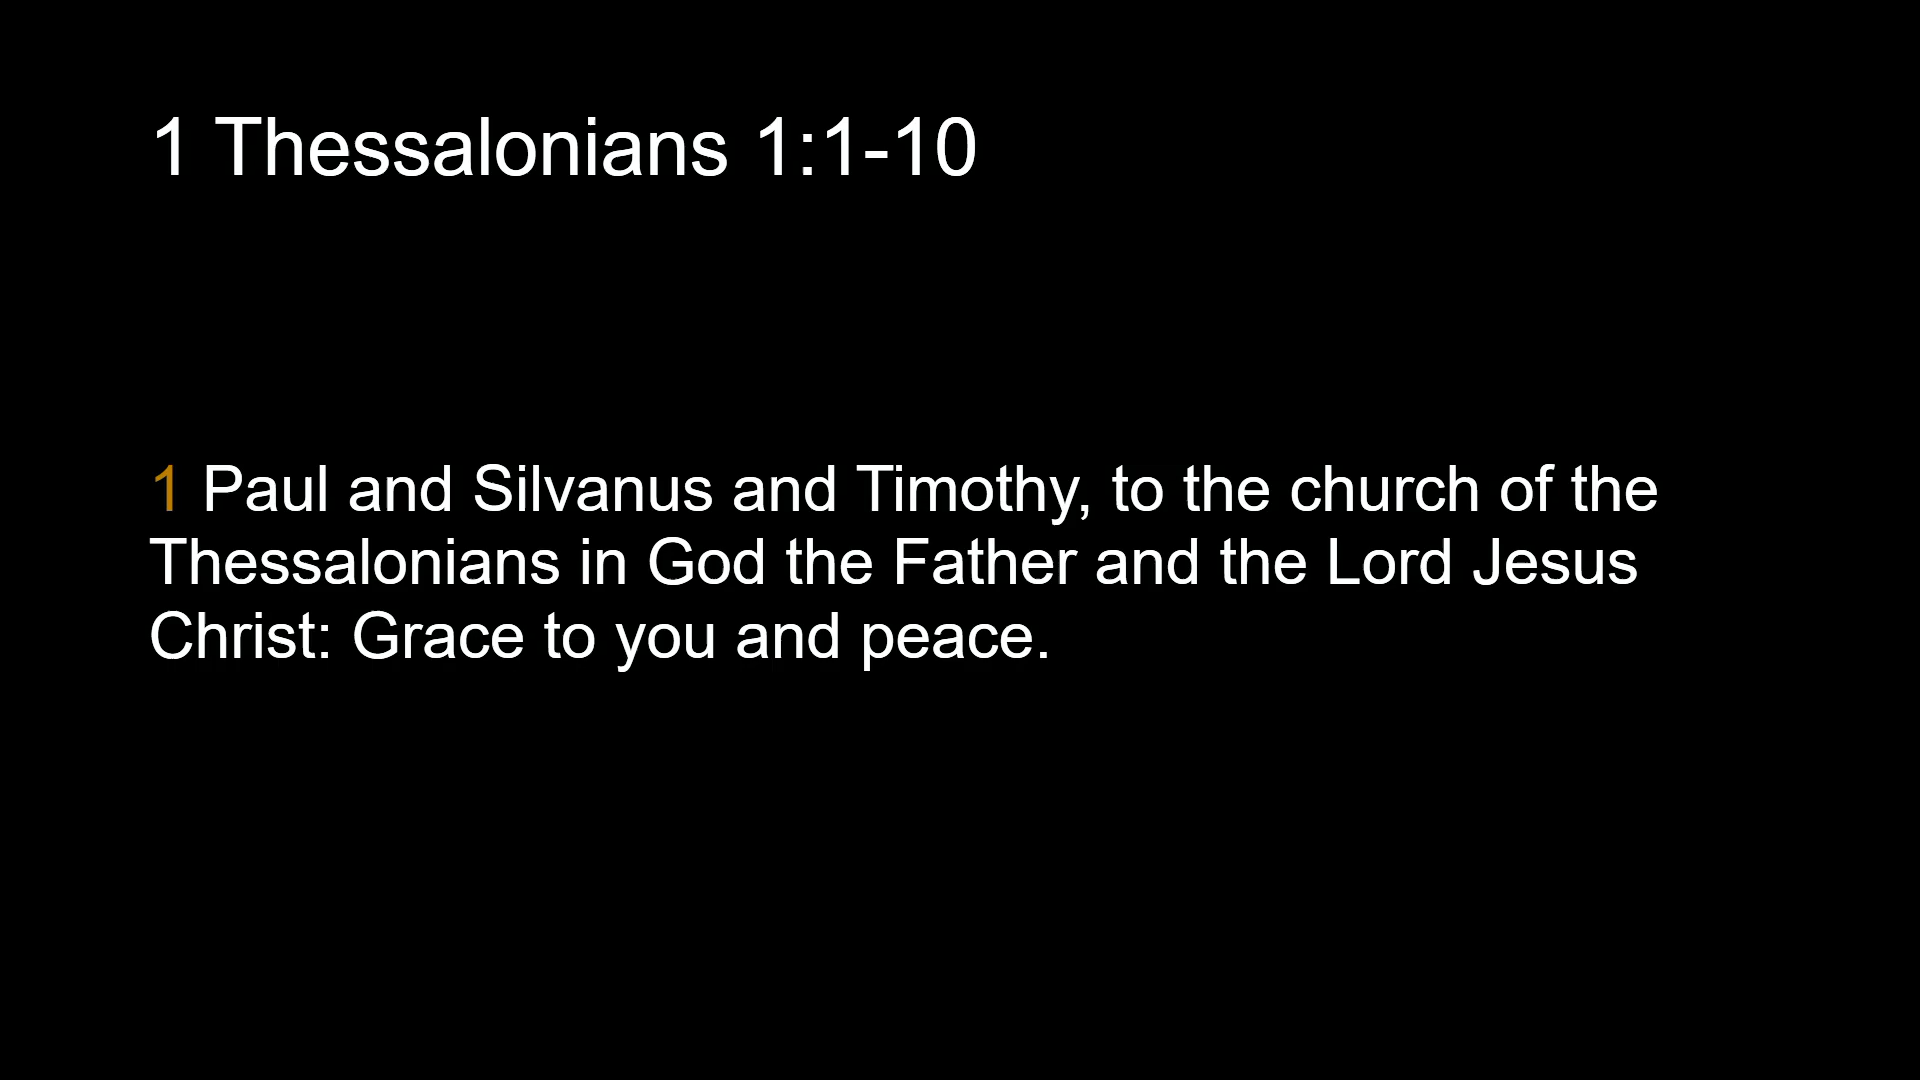 1 Thessalonians 1:1-10
1 Paul and Silvanus and Timothy, to the church of the
Thessalonians in God the Father and the Lord Jesus
Christ: Grace to you and peace.